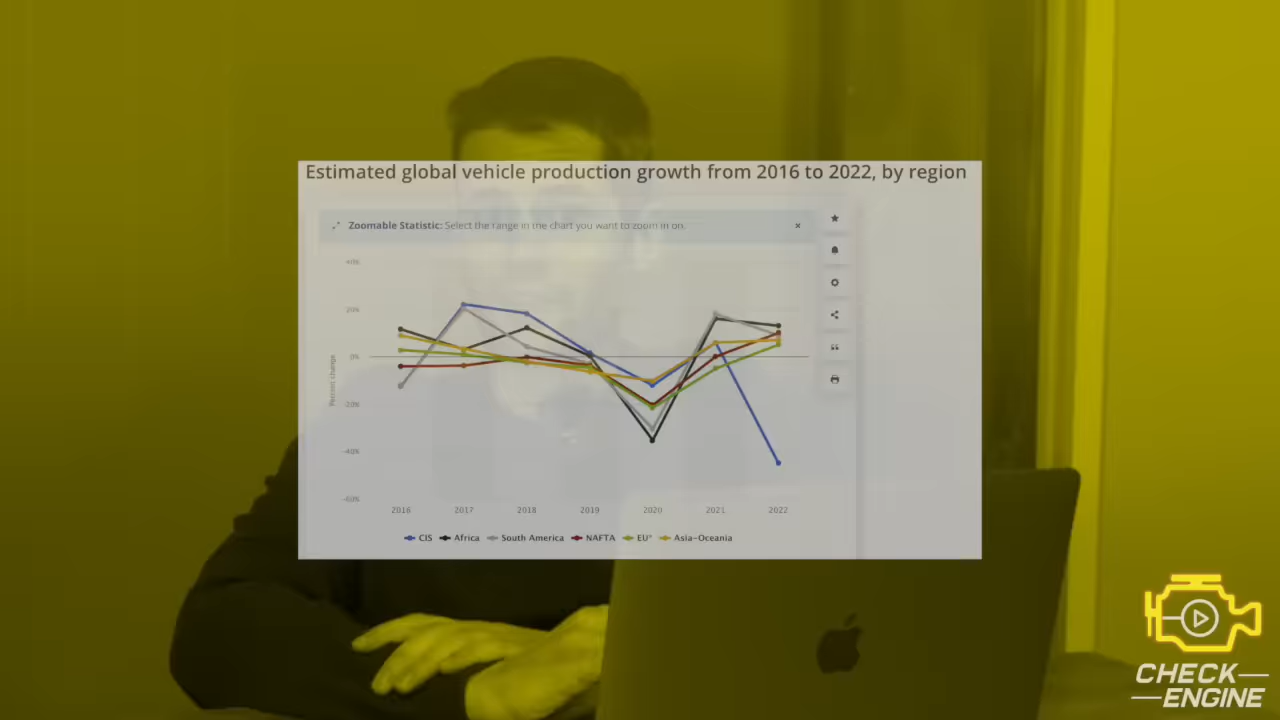 Estimated global vehicle production growth from 2016 to 2022, by region
Zoomable Statistic: Select the range in the chart you want to zoom in on.
×
40%
20%
0%
-20%
-40%
-60%
Percent change
2016 2017 2018 2019 2020 2021 2022
CIS Africa South America NAFTA EU* Asia-Oceania
CHECK
ENGINE